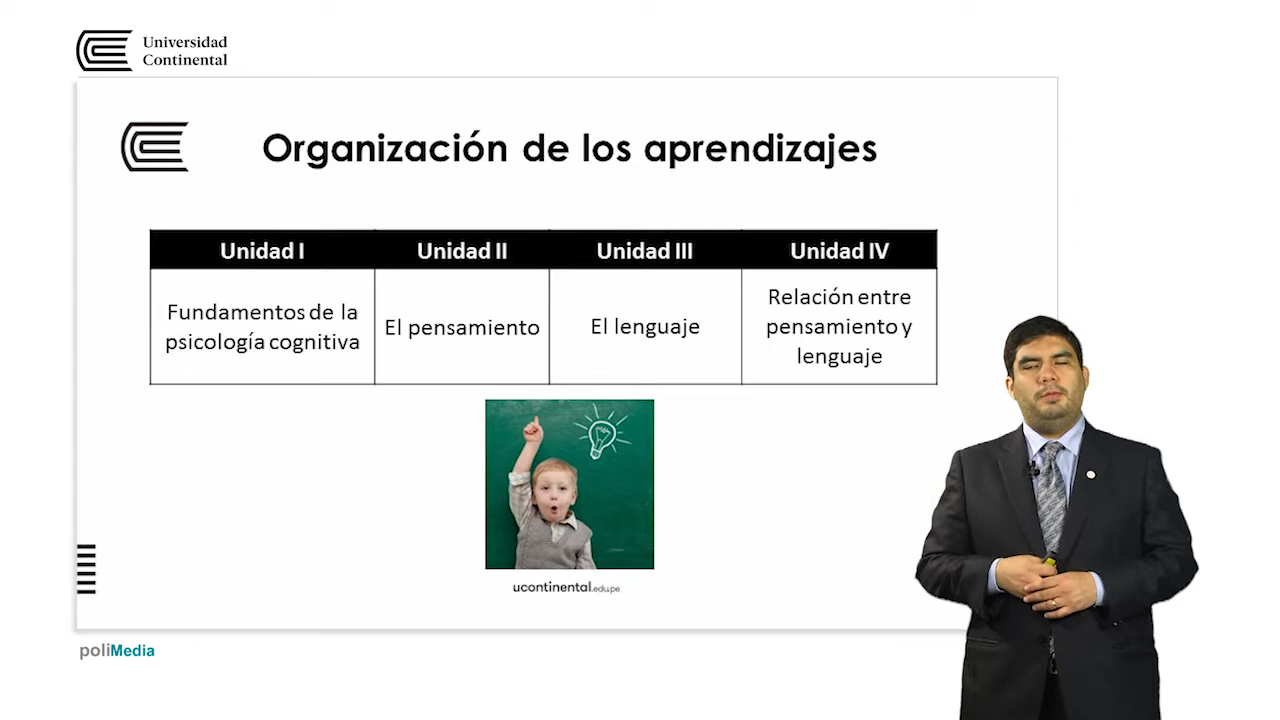 Universidad
Continental
Organización de los aprendizajes
Unidad I
Unidad II
Unidad III
Unidad IV
Fundamentos de la
psicología cognitiva
El pensamiento
El lenguaje
Relación entre
pensamiento y
lenguaje
ucontinental.edu.pe
poliMedia